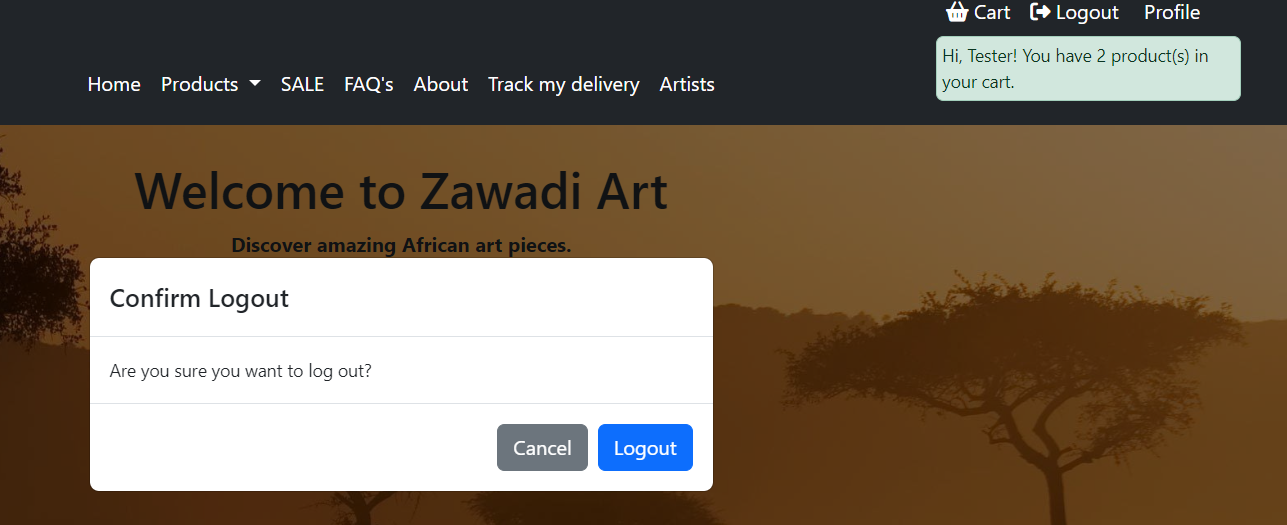 Cart Logout Profile
Hi, Tester! You have 2 product(s) in
your cart.
Home Products SALE FAQ's About Track my delivery Artists
Welcome to Zawadi Art
Discover amazing African art pieces.
Confirm Logout
Are you sure you want to log out?
Cancel Logout